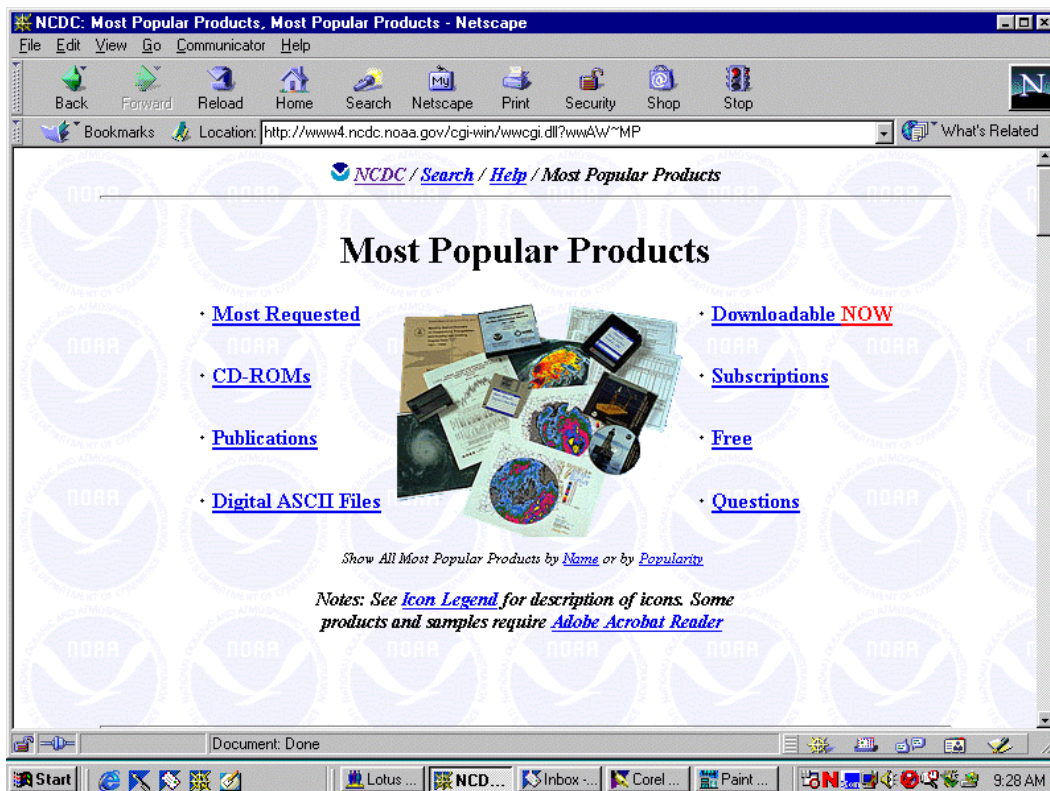 NCDC: Most Popular Products, Most Popular Products - Netscape
File Edit View Go Communicator Help
My
Back Forward Reload Home Search Netscape Print Security Shop Stop
N
Bookmarks Location: http://www4.ncdc.noaa.gov/cgi-win/wwcgi.dll?wwAW~MP What's Related
NCDC / Search / Help / Most Popular Products
Most Popular Products
· Most Requested
· Downloadable NOW
· CD-ROMs
· Subscriptions
· Publications
· Free
· Digital ASCII Files
· Questions
Show All Most Popular Products by Name or by Popularity
Notes: See Icon Legend for description of icons. Some
products and samples require Adobe Acrobat Reader
NOAA
Document: Done
Start Lotus ... NCD... Inbox -... Corel ... Paint ... N 9:28 AM